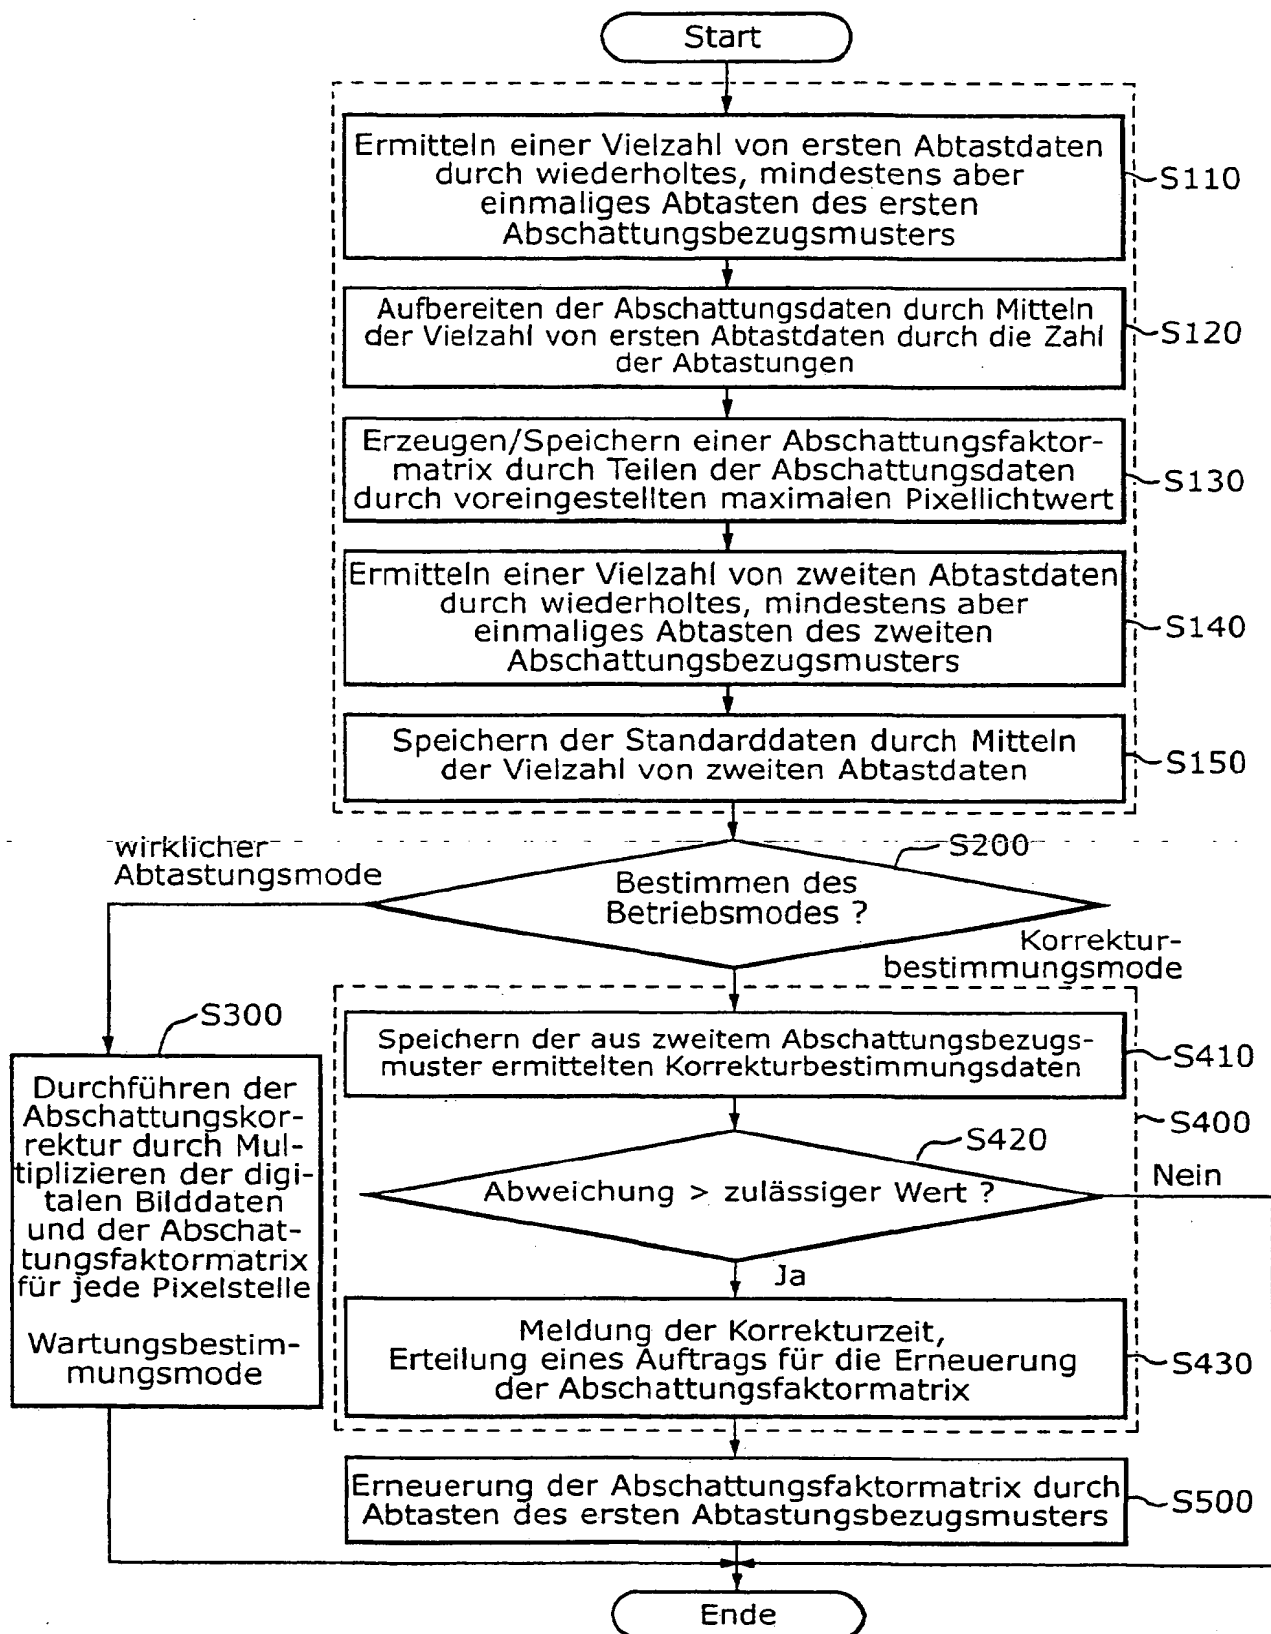 Start
Ermitteln einer Vielzahl von ersten Abtastdaten
durch wiederholtes, mindestens aber
einmaliges Abtasten des ersten
Abschattungsbezugsmusters
S110
Aufbereiten der Abschattungsdaten durch Mitteln
der Vielzahl von ersten Abtastdaten durch die Zahl
der Abtastungen
S120
Erzeugen/Speichern einer Abschattungsfaktor-
matrix durch Teilen der Abschattungsdaten
durch voreingestellten maximalen Pixellichtwert
S130
Ermitteln einer Vielzahl von zweiten Abtastdaten
durch wiederholtes, mindestens aber
einmaliges Abtasten des zweiten
Abschattungsbezugsmusters
S140
Speichern der Standarddaten durch Mitteln
der Vielzahl von zweiten Abtastdaten
S150
wirklicher
Abtastungsmode
S200
Bestimmen des
Betriebsmodes ?
Korrektur-
bestimmungsmode
S300
Durchführen der
Abschattungskor-
rektur durch Mul-
tiplizieren der digi-
talen Bilddaten
und der Abschat-
tungsfaktormatrix
für jede Pixelstelle
Wartungsbestim-
mungsmode
Speichern der aus zweitem Abschattungsbezugs-
muster ermittelten Korrekturbestimmungsdaten
S410
S400
S420
Abweichung > zulässiger Wert ?
Nein
Ja
Meldung der Korrekturzeit,
Erteilung eines Auftrags für die Erneuerung
der Abschattungsfaktormatrix
S430
Erneuerung der Abschattungsfaktormatrix durch
Abtasten des ersten Abtastungsbezugsmusters
S500
Ende